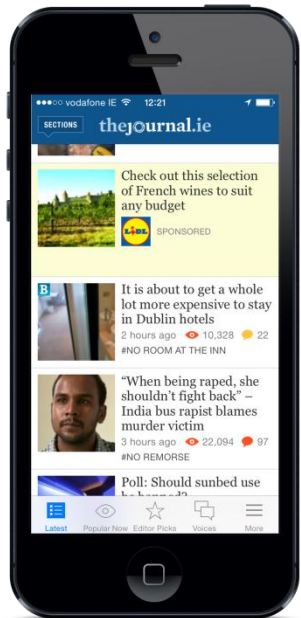 vodafone IE 12:21
SECTIONS thejournal.ie
Check out this selection
of French wines to suit
any budget
LiDL SPONSORED
B
It is about to get a whole
lot more expensive to stay
in Dublin hotels
2 hours ago 10,328 22
#NO ROOM AT THE INN
“When being raped, she
shouldn’t fight back” –
India bus rapist blames
murder victim
3 hours ago 22,094 97
#NO REMORSE
Poll: Should sunbed use
be banned?
Latest Popular Now Editor Picks Voices More